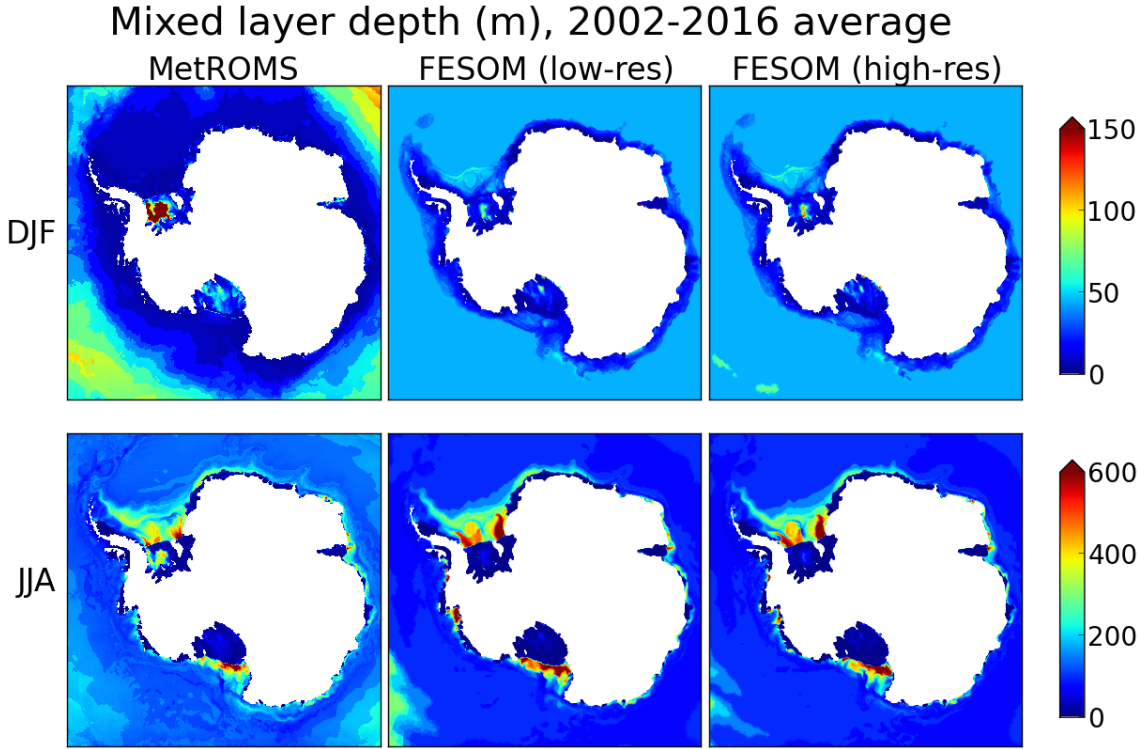 Mixed layer depth (m), 2002-2016 average
MetROMS
FESOM (low-res)
FESOM (high-res)
DJF
150
100
50
0
JJA
600
400
200
0